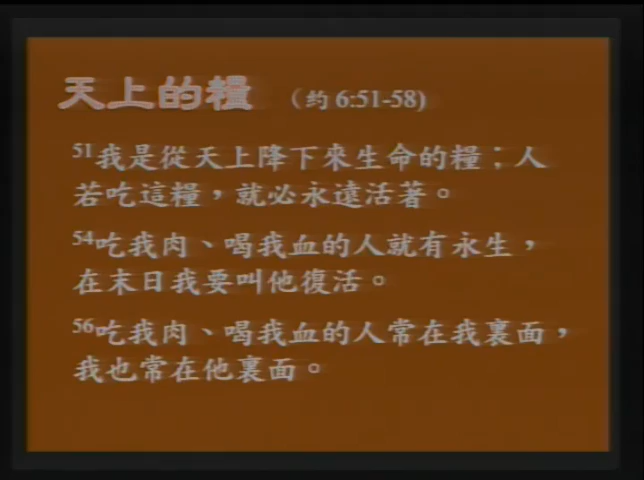 天上的糧 （約 6:51-58)
51我是從天上降下來生命的糧；人
若吃這糧，就必永遠活著。
54吃我肉、喝我血的人就有永生，
在末日我要叫他復活。
56吃我肉、喝我血的人常在我裏面，
我也常在他裏面。